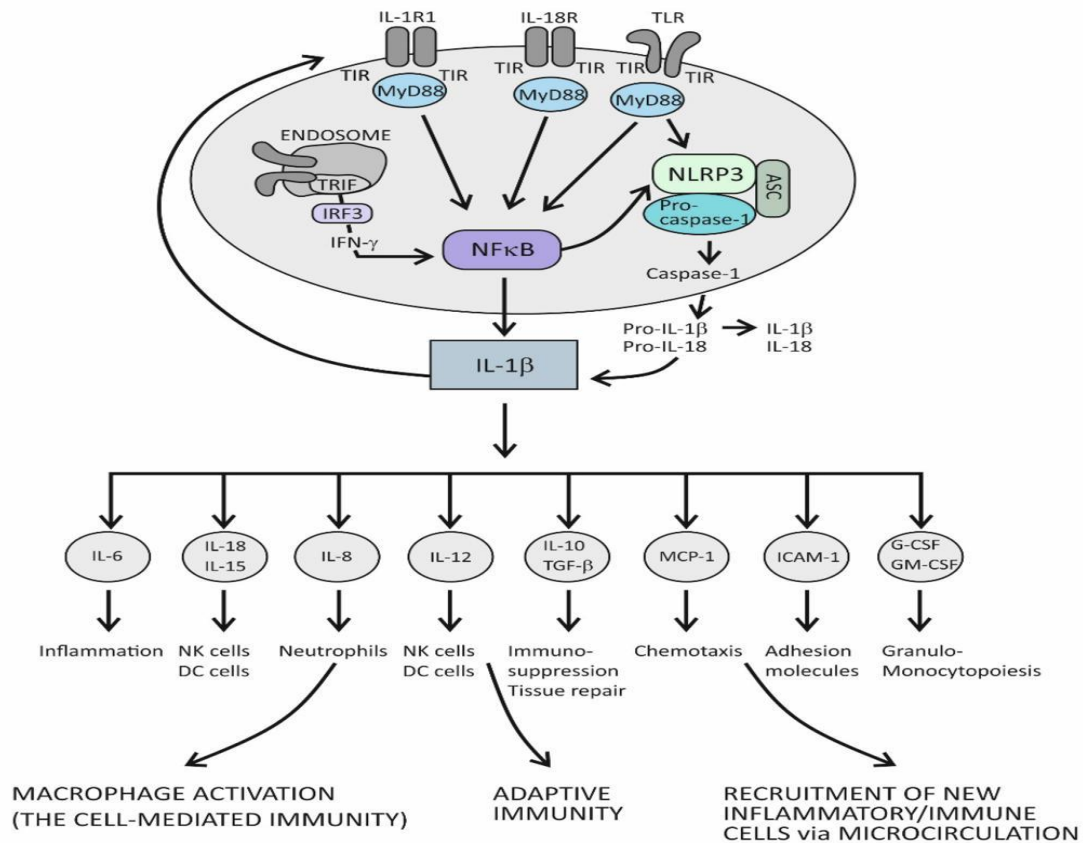 IL-1R1
IL-18R
TLR
TIR
TIR
TIR
TIR
TIR
TIR
MyD88
MyD88
MyD88
ENDOSOME
TRIF
IRF3
IFN-γ
NFκB
NLRP3
ASC
Pro-
caspase-1
Caspase-1
Pro-IL-1β
Pro-IL-18
IL-1β
IL-18
IL-1β
IL-6
IL-18
IL-15
IL-8
IL-12
IL-10
TGF-β
MCP-1
ICAM-1
G-CSF
GM-CSF
Inflammation
NK cells
DC cells
Neutrophils
NK cells
DC cells
Immuno-
suppression
Tissue repair
Chemotaxis
Adhesion
molecules
Granulo-
Monocytopoiesis
MACROPHAGE ACTIVATION
(THE CELL-MEDIATED IMMUNITY)
ADAPTIVE
IMMUNITY
RECRUITMENT OF NEW
INFLAMMATORY/IMMUNE
CELLS via MICROCIRCULATION